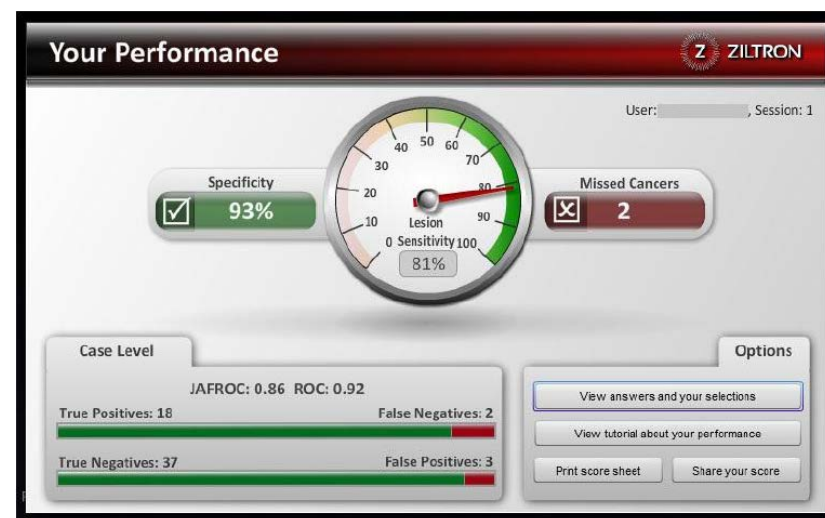 Your Performance
Z ZILTRON
User: , Session: 1
Specificity
93%
0 10 20 30 40 50 60 70 80 90 100
Lesion
Sensitivity
81%
Missed Cancers
2
Case Level
JAFROC: 0.86 ROC: 0.92
True Positives: 18 False Negatives: 2
True Negatives: 37 False Positives: 3
Options
View answers and your selections
View tutorial about your performance
Print score sheet Share your score